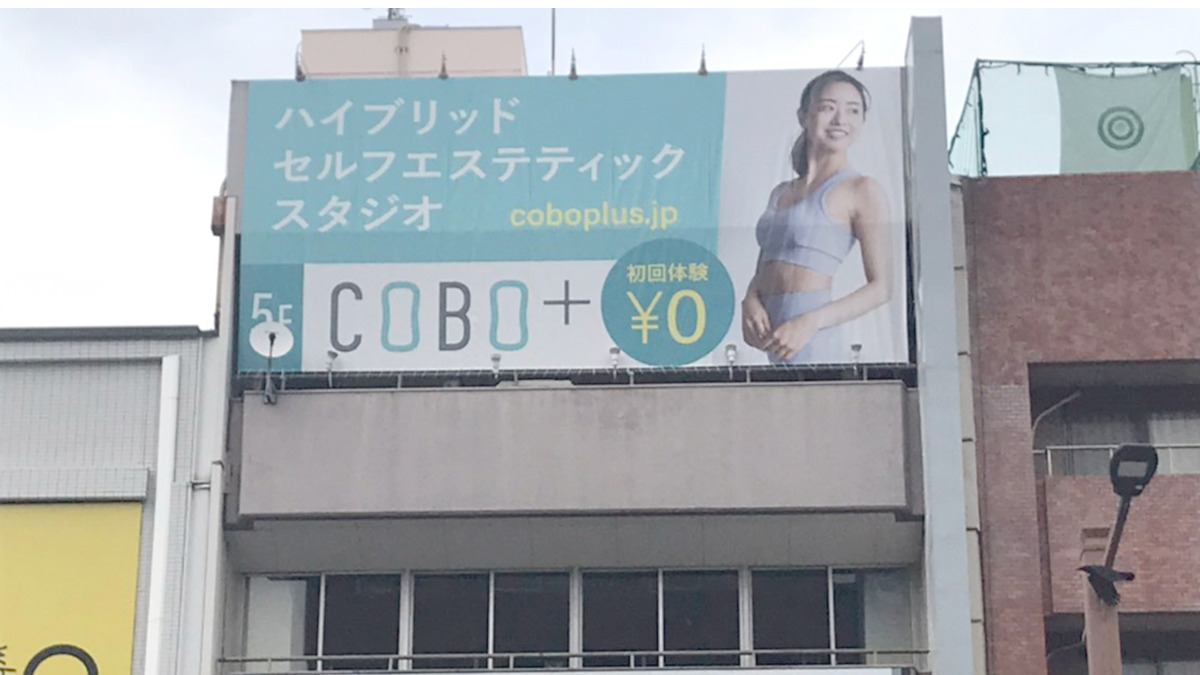 ハイブリッド
セルフエステティック
スタジオ
coboplus.jp
5F
COBO+
初回体験
¥0